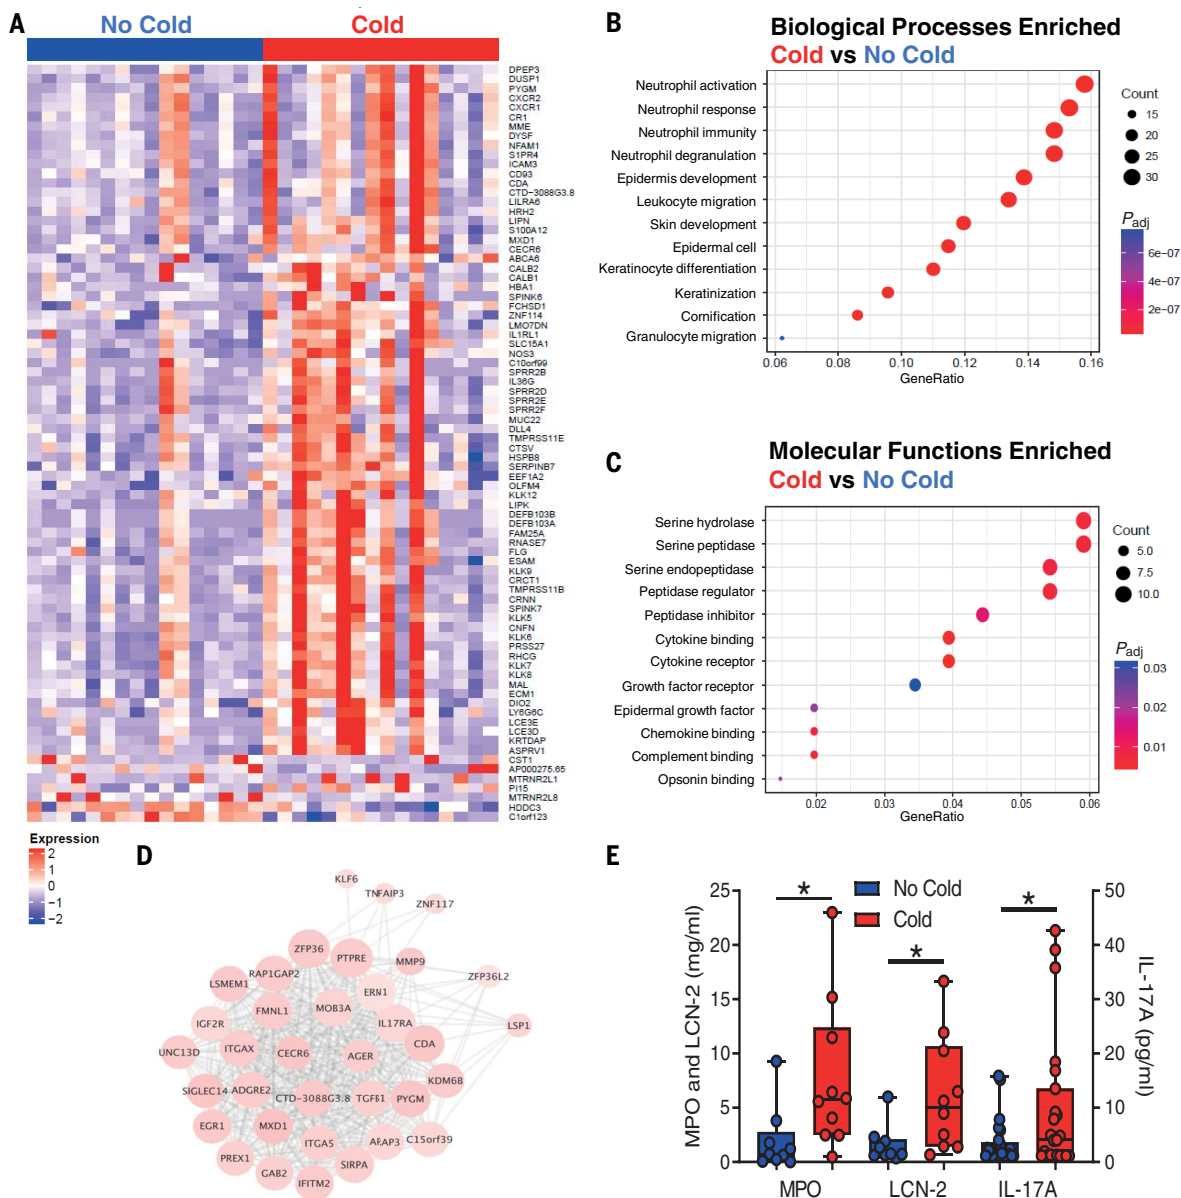 A
No Cold
Cold
DPEP3
DUSP1
PYGM
CXCR2
CXCR1
CR1
MME
DYSF
NFAM1
S1PR4
ICAM3
CD93
CDA
CTD-3088G3.8
LILRA6
HRH2
LIPN
S100A12
MXD1
CECR6
ABCA6
CALB2
CALB1
HBA1
SPINK6
FCHSD1
ZNF114
LMO7DN
IL1RL1
SLC15A1
NOS3
C10orf99
SPRR2B
IL36G
SPRR2D
SPRR2E
SPRR2F
MUC22
DLL4
TMPRSS11E
CTSV
HSPB8
SERPINB7
EEF1A2
OLFM4
KLK12
LIPK
DEFB103B
DEFB103A
FAM25A
RNASE7
FLG
ESAM
KLK9
CRCT1
TMPRSS11B
CRNN
SPINK7
KLK5
CNFN
KLK6
PRSS27
RHCG
KLK7
KLK8
MAL
ECM1
DIO2
LY6G6C
LCE3E
LCE3D
KRTDAP
ASPRV1
CST1
AP000275.65
MTRNR2L1
PI15
MTRNR2L8
HDDC3
C1orf123
Expression
2
1
0
−1
−2
B
Biological Processes Enriched
Cold vs No Cold
Neutrophil activation
Neutrophil response
Neutrophil immunity
Neutrophil degranulation
Epidermis development
Leukocyte migration
Skin development
Epidermal cell
Keratinocyte differentiation
Keratinization
Cornification
Granulocyte migration
0.06 0.08 0.10 0.12 0.14 0.16
GeneRatio
Count
15
20
25
30
Padj
6e−07
4e−07
2e−07
C
Molecular Functions Enriched
Cold vs No Cold
Serine hydrolase
Serine peptidase
Serine endopeptidase
Peptidase regulator
Peptidase inhibitor
Cytokine binding
Cytokine receptor
Growth factor receptor
Epidermal growth factor
Chemokine binding
Complement binding
Opsonin binding
0.02 0.03 0.04 0.05 0.06
GeneRatio
Count
5.0
7.5
10.0
Padj
0.03
0.02
0.01
D
KLF6
TNFAIP3
ZNF117
ZFP36
PTPRE
MMP9
RAP1GAP2
ZFP36L2
LSMEM1
ERN1
FMNL1
MOB3A
IGF2R
IL17RA
LSP1
UNC13D
ITGAX
CECR6
AGER
CDA
KDM6B
SIGLEC14
ADGRE2
CTD-3088G3.8
TGFB1
PYGM
EGR1
MXD1
ITGA5
C15orf39
PREX1
SIRPA
GAB2
IFITM2
E
No Cold
Cold
MPO and LCN-2 (mg/ml)
25
20
15
10
5
0
*
*
*
50
40
30
20
10
0
IL-17A (pg/ml)
MPO LCN-2 IL-17A